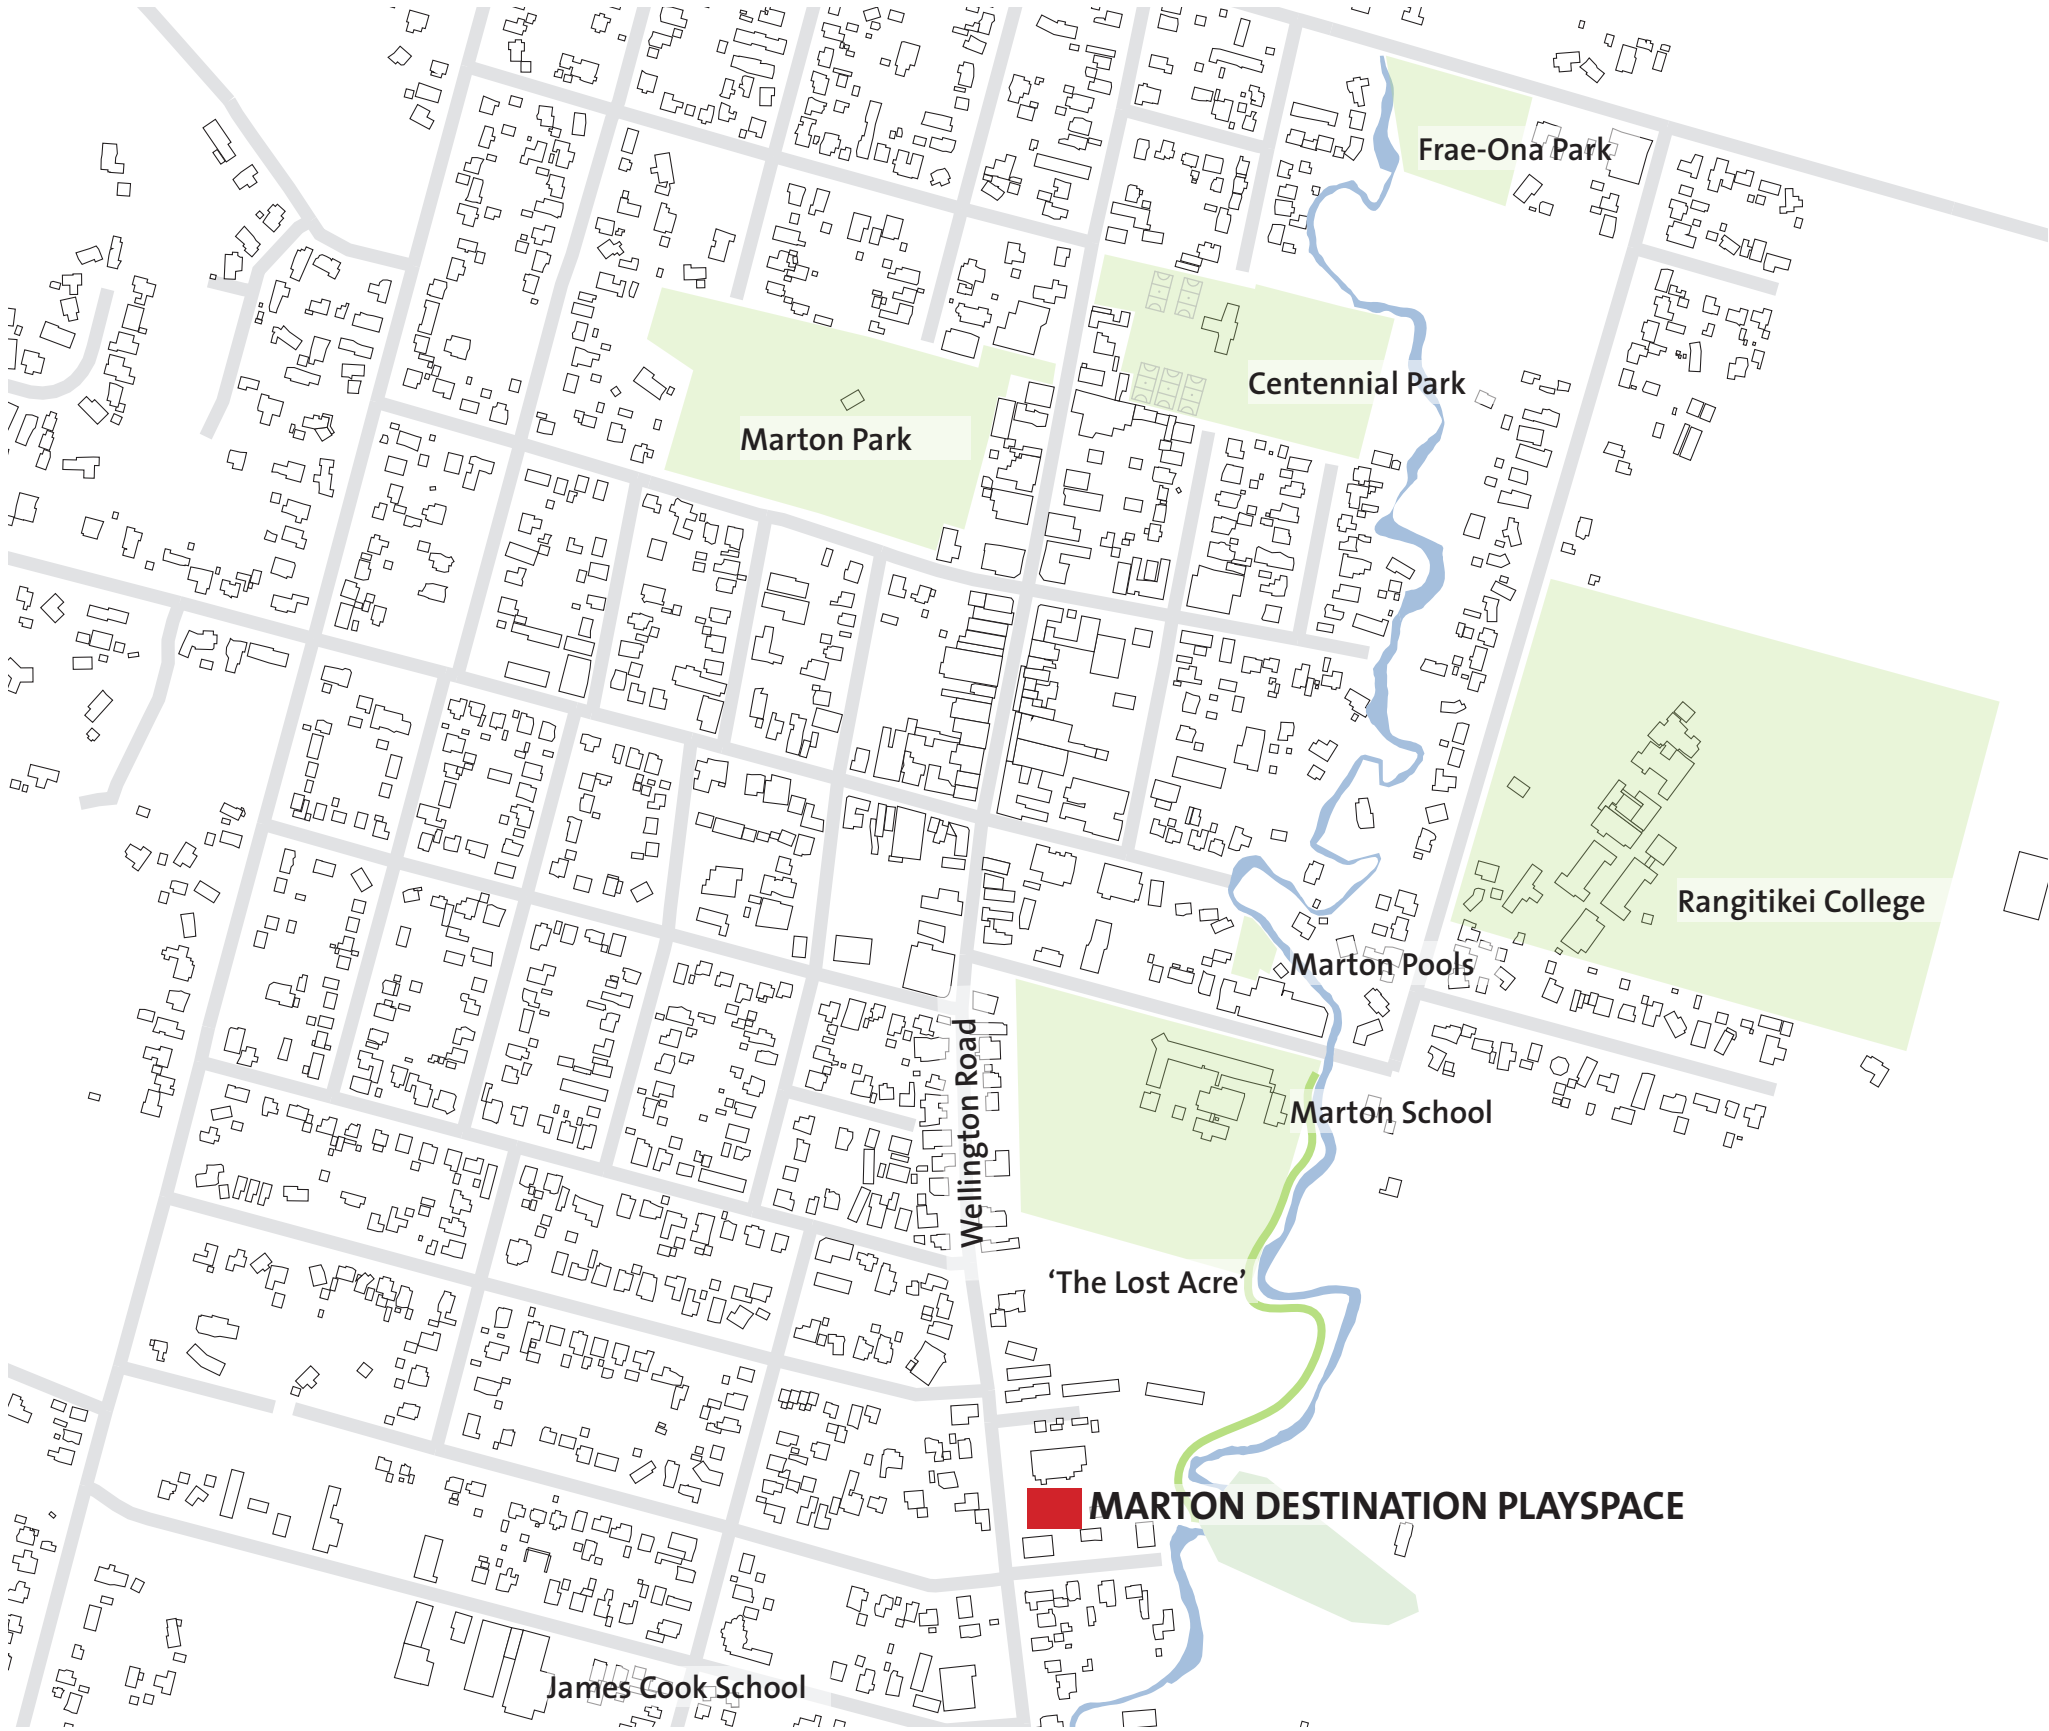 Frae-Ona Park
Centennial Park
Marton Park
Rangitikei College
Marton Pools
Wellington Road
Marton School
‘The Lost Acre’
MARTON DESTINATION PLAYSPACE
James Cook School